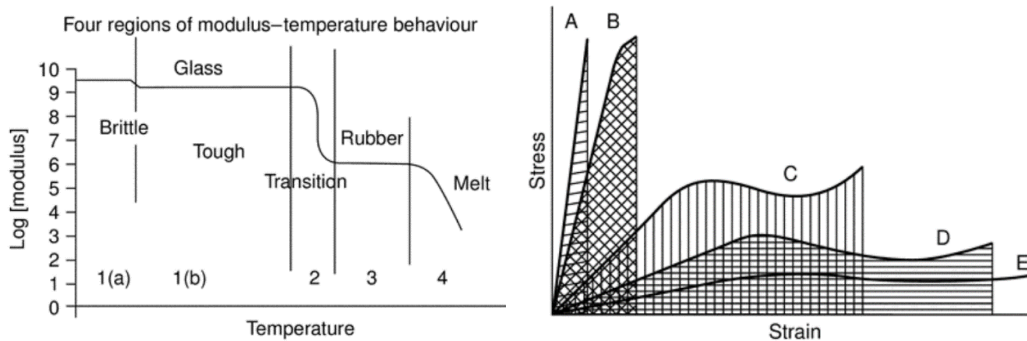 Four regions of modulus–temperature behaviour
Glass
10
9
8
7
6
5
4
3
2
1
0
Log [modulus]
Brittle
Tough
Transition
Rubber
Melt
1(a)
1(b)
2
3
4
Temperature
A
B
C
D
E
Stress
Strain